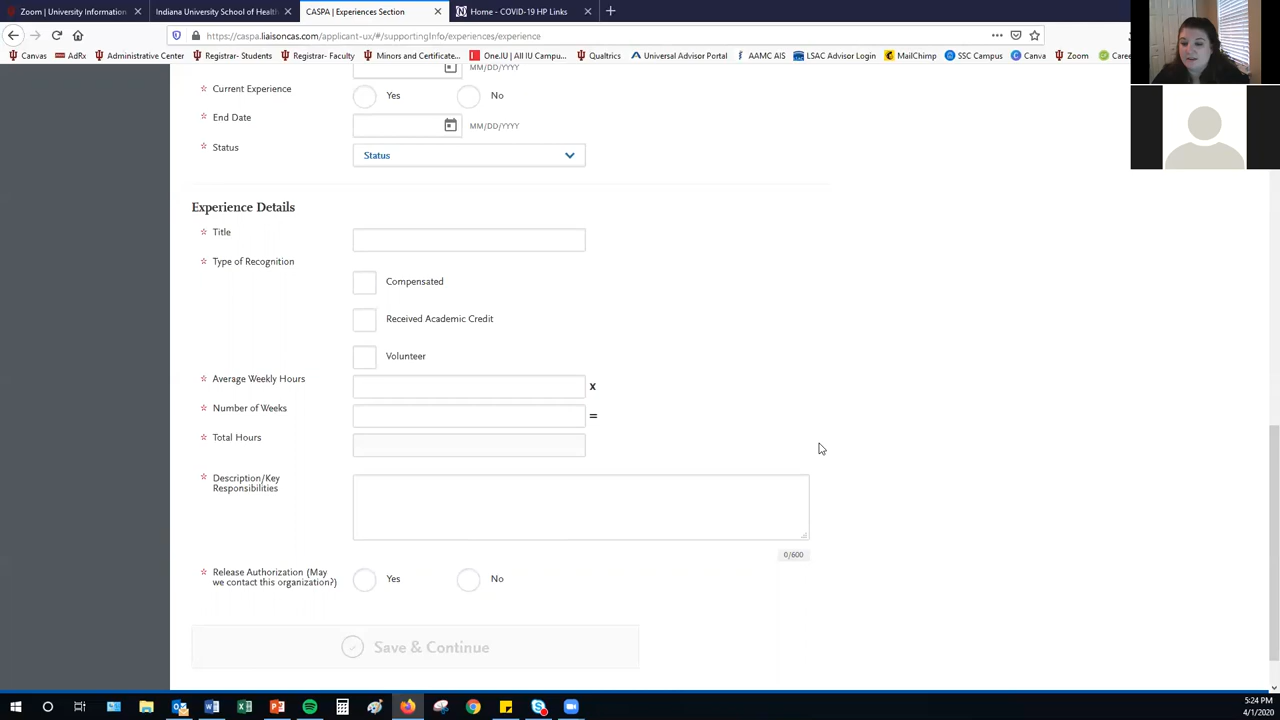 Zoom | University Information
Indiana University School of Health
CASPA | Experiences Section
Home - COVID-19 HP Links
https://caspa.liaisoncas.com/applicant-ux/#/supportingInfo/experiences/experience
Canvas AdRx Administrative Center Registrar- Students Registrar- Faculty Minors and Certificate... One.IU | All IU Campu... Qualtrics Universal Advisor Portal AAMC AIS LSAC Advisor Login MailChimp SSC Campus Canva Zoom Caree
MM/DD/YYYY
* Current Experience
Yes No
* End Date
MM/DD/YYYY
* Status
Status
Experience Details
* Title
* Type of Recognition
Compensated
Received Academic Credit
Volunteer
* Average Weekly Hours x
* Number of Weeks =
* Total Hours
* Description/Key
Responsibilities
0/600
* Release Authorization (May
we contact this organization?)
Yes No
Save & Continue
5:24 PM
4/1/2020